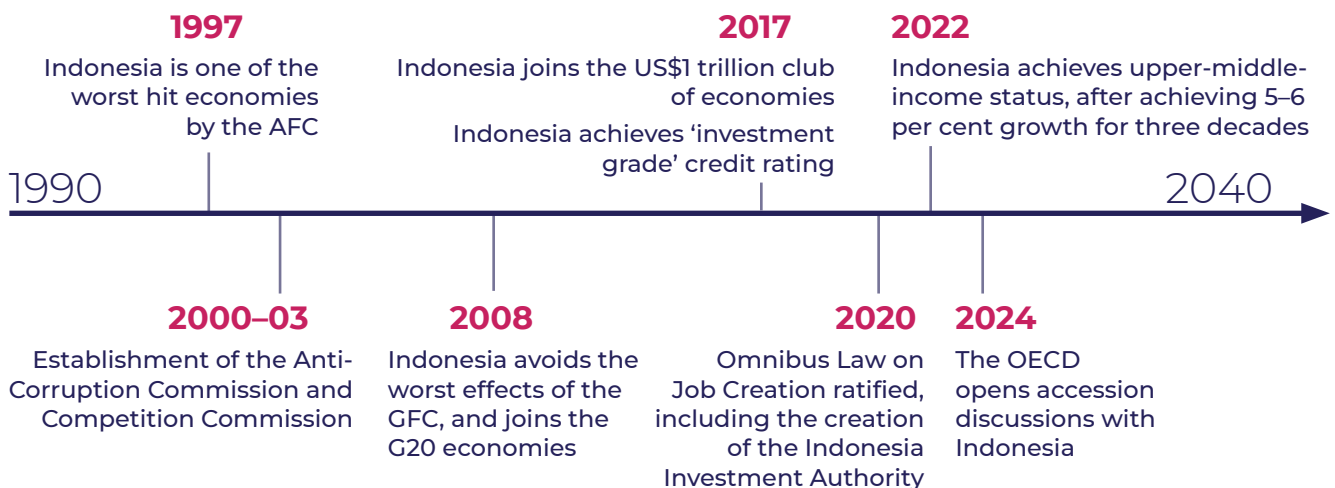 1997
Indonesia is one of the
worst hit economies
by the AFC
2017
Indonesia joins the US$1 trillion club
of economies
Indonesia achieves ‘investment
grade’ credit rating
2022
Indonesia achieves upper-middle-
income status, after achieving 5–6
per cent growth for three decades
1990
2040
2000–03
Establishment of the Anti-
Corruption Commission and
Competition Commission
2008
Indonesia avoids the
worst effects of the
GFC, and joins the
G20 economies
2020
Omnibus Law on
Job Creation ratified,
including the creation
of the Indonesia
Investment Authority
2024
The OECD
opens accession
discussions with
Indonesia